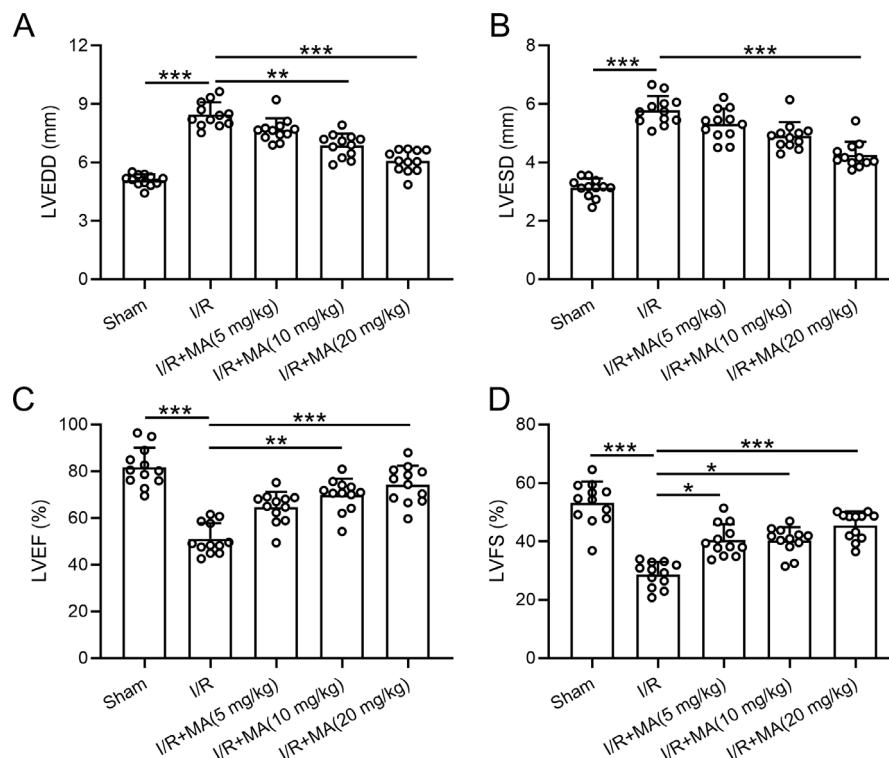 A
LVEDD (mm)
12
9
6
3
0
***
***
**
Sham
I/R
I/R+MA(5 mg/kg)
I/R+MA(10 mg/kg)
I/R+MA(20 mg/kg)
B
LVESD (mm)
8
6
4
2
0
***
***
Sham
I/R
I/R+MA(5 mg/kg)
I/R+MA(10 mg/kg)
I/R+MA(20 mg/kg)
C
LVEF (%)
100
80
60
40
20
0
***
***
**
Sham
I/R
I/R+MA(5 mg/kg)
I/R+MA(10 mg/kg)
I/R+MA(20 mg/kg)
D
LVFS (%)
80
60
40
20
0
***
***
*
*
Sham
I/R
I/R+MA(5 mg/kg)
I/R+MA(10 mg/kg)
I/R+MA(20 mg/kg)